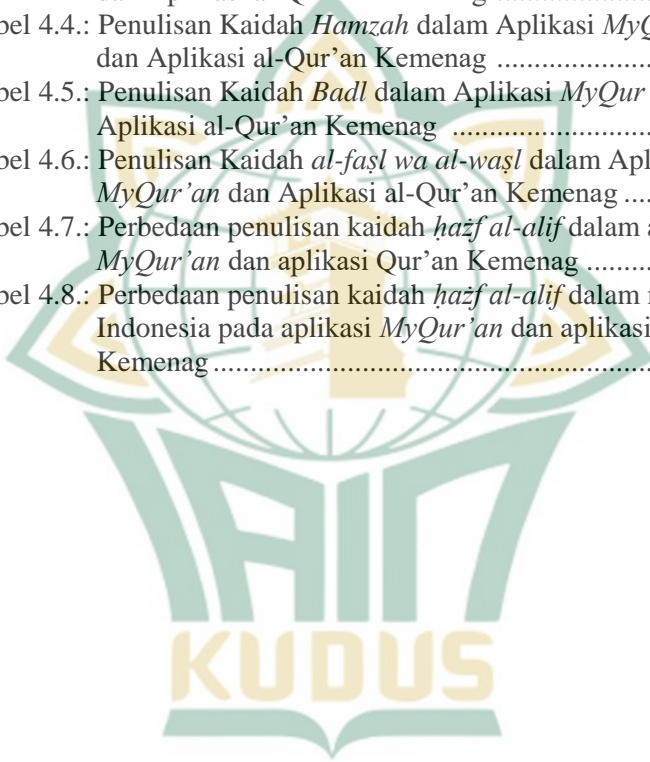 bel 4.4.: Penulisan Kaidah Hamzah dalam Aplikasi MyQ
dan Aplikasi al-Qur’an Kemenag ........................
bel 4.5.: Penulisan Kaidah Badl dalam Aplikasi MyQur
Aplikasi al-Qur’an Kemenag ..............................
bel 4.6.: Penulisan Kaidah al-faṣl wa al-waṣl dalam Apl
MyQur’an dan Aplikasi al-Qur’an Kemenag ....
bel 4.7.: Perbedaan penulisan kaidah ḥażf al-alif dalam a
MyQur’an dan aplikasi Qur’an Kemenag ..........
bel 4.8.: Perbedaan penulisan kaidah ḥażf al-alif dalam
Indonesia pada aplikasi MyQur’an dan aplikasi
Kemenag ...............................................................
IAIN
KUDUS